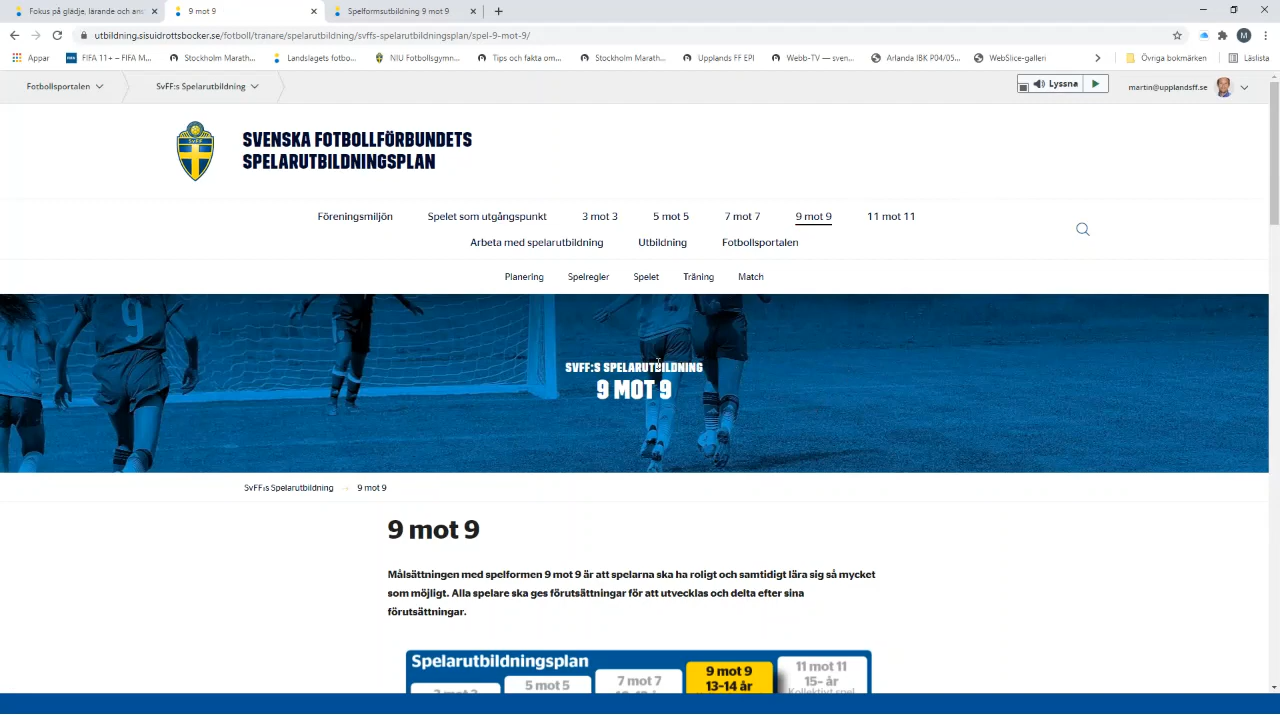 Fokus på glädje, lärande och ans
9 mot 9
Spelformsutbildning 9 mot 9
utbildning.sisuidrottsbocker.se/fotboll/tranare/spelarutbildning/svffs-spelarutbildningsplan/spel-9-mot-9/
M
Appar
FIFA 11+ – FIFA M...
Stockholm Marath...
Landslagets fotbo...
NIU Fotbollsgymn...
Tips och fakta om...
Stockholm Marath...
Upplands FF EPI
Webb-TV — sven...
Arlanda IBK P04/05...
WebSlice-galleri
Övriga bokmärken
Läslista
Fotbollsportalen
SvFF:s Spelarutbildning
Lyssna
martin@upplandsff.se
SVENSKA FOTBOLLFÖRBUNDETS
SPELARUTBILDNINGSPLAN
Föreningsmiljön
Spelet som utgångspunkt
3 mot 3
5 mot 5
7 mot 7
9 mot 9
11 mot 11
Arbeta med spelarutbildning
Utbildning
Fotbollsportalen
Planering
Spelregler
Spelet
Träning
Match
9
SVFF:S SPELARUTBILDNING
9 MOT 9
SvFF:s Spelarutbildning → 9 mot 9
9 mot 9
Målsättningen med spelformen 9 mot 9 är att spelarna ska ha roligt och samtidigt lära sig så mycket
som möjligt. Alla spelare ska ges förutsättningar för att utvecklas och delta efter sina
förutsättningar.
Spelarutbildningsplan
5 mot 5
7 mot 7
9 mot 9
13-14 år
11 mot 11
15- år
Kollektivt spel